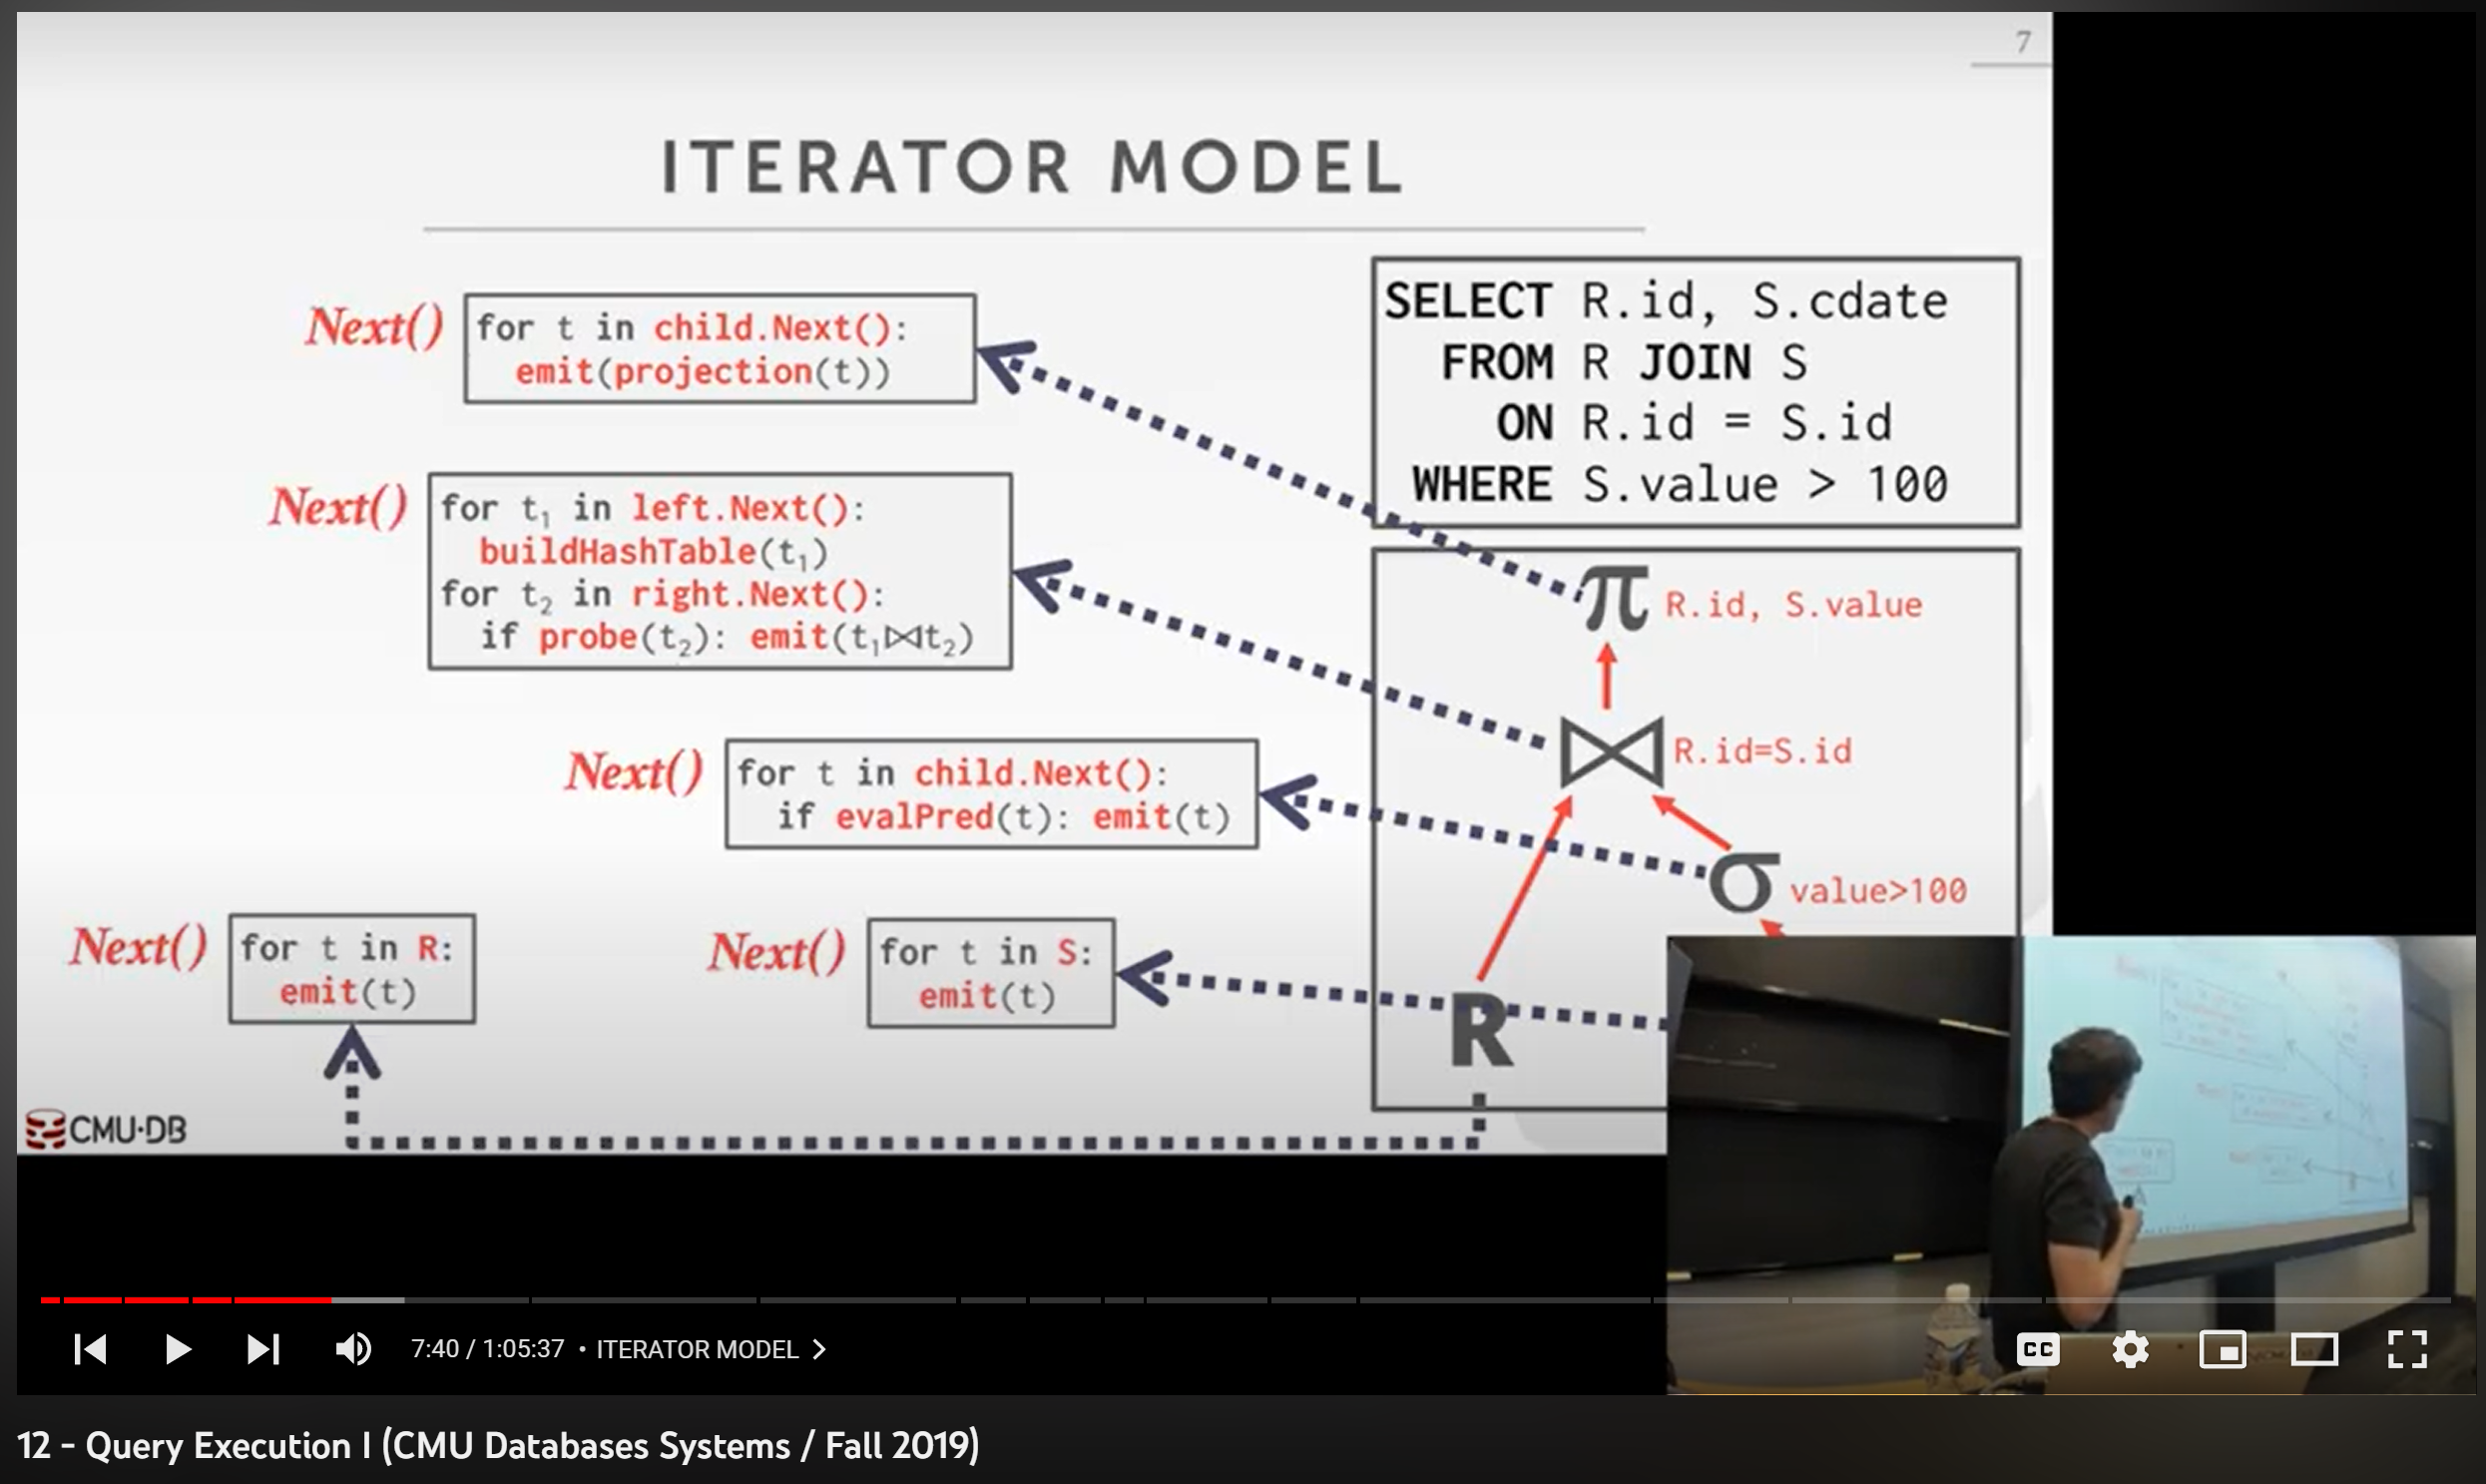 7
ITERATOR MODEL
Next()
for t in child.Next():
emit(projection(t))
SELECT R.id, S.cdate
FROM R JOIN S
ON R.id = S.id
WHERE S.value > 100
Next()
for t₁ in left.Next():
buildHashTable(t₁)
for t₂ in right.Next():
if probe(t₂): emit(t₁⋈t₂)
π R.id, S.value
⋈ R.id=S.id
Next()
for t in child.Next():
if evalPred(t): emit(t)
σ value>100
Next()
for t in R:
emit(t)
Next()
for t in S:
emit(t)
R
CMU·DB
7:40 / 1:05:37 • ITERATOR MODEL
CC
12 - Query Execution I (CMU Databases Systems / Fall 2019)